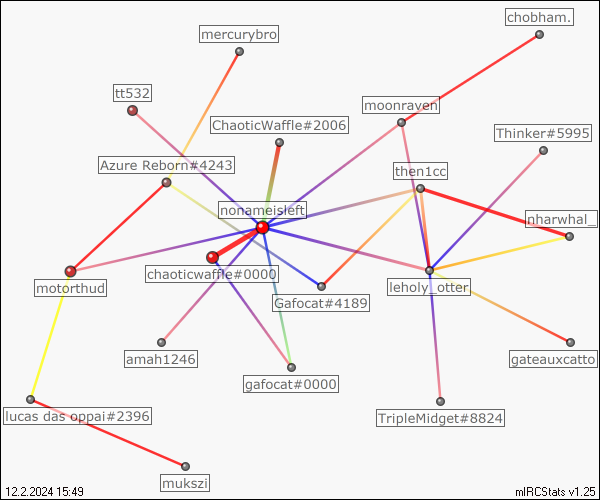 chobham.
mercurybro
tt532
moonraven
ChaoticWaffle#2006
Thinker#5995
Azure Reborn#4243
then1cc
nonameisleft
nharwhal_
chaoticwaffle#0000
motorthud
leholy_otter
Gafocat#4189
amah1246
gateauxcatto
gafocat#0000
lucas das oppai#2396
TripleMidget#8824
mukszi
12.2.2024 15:49
mIRCStats v1.25